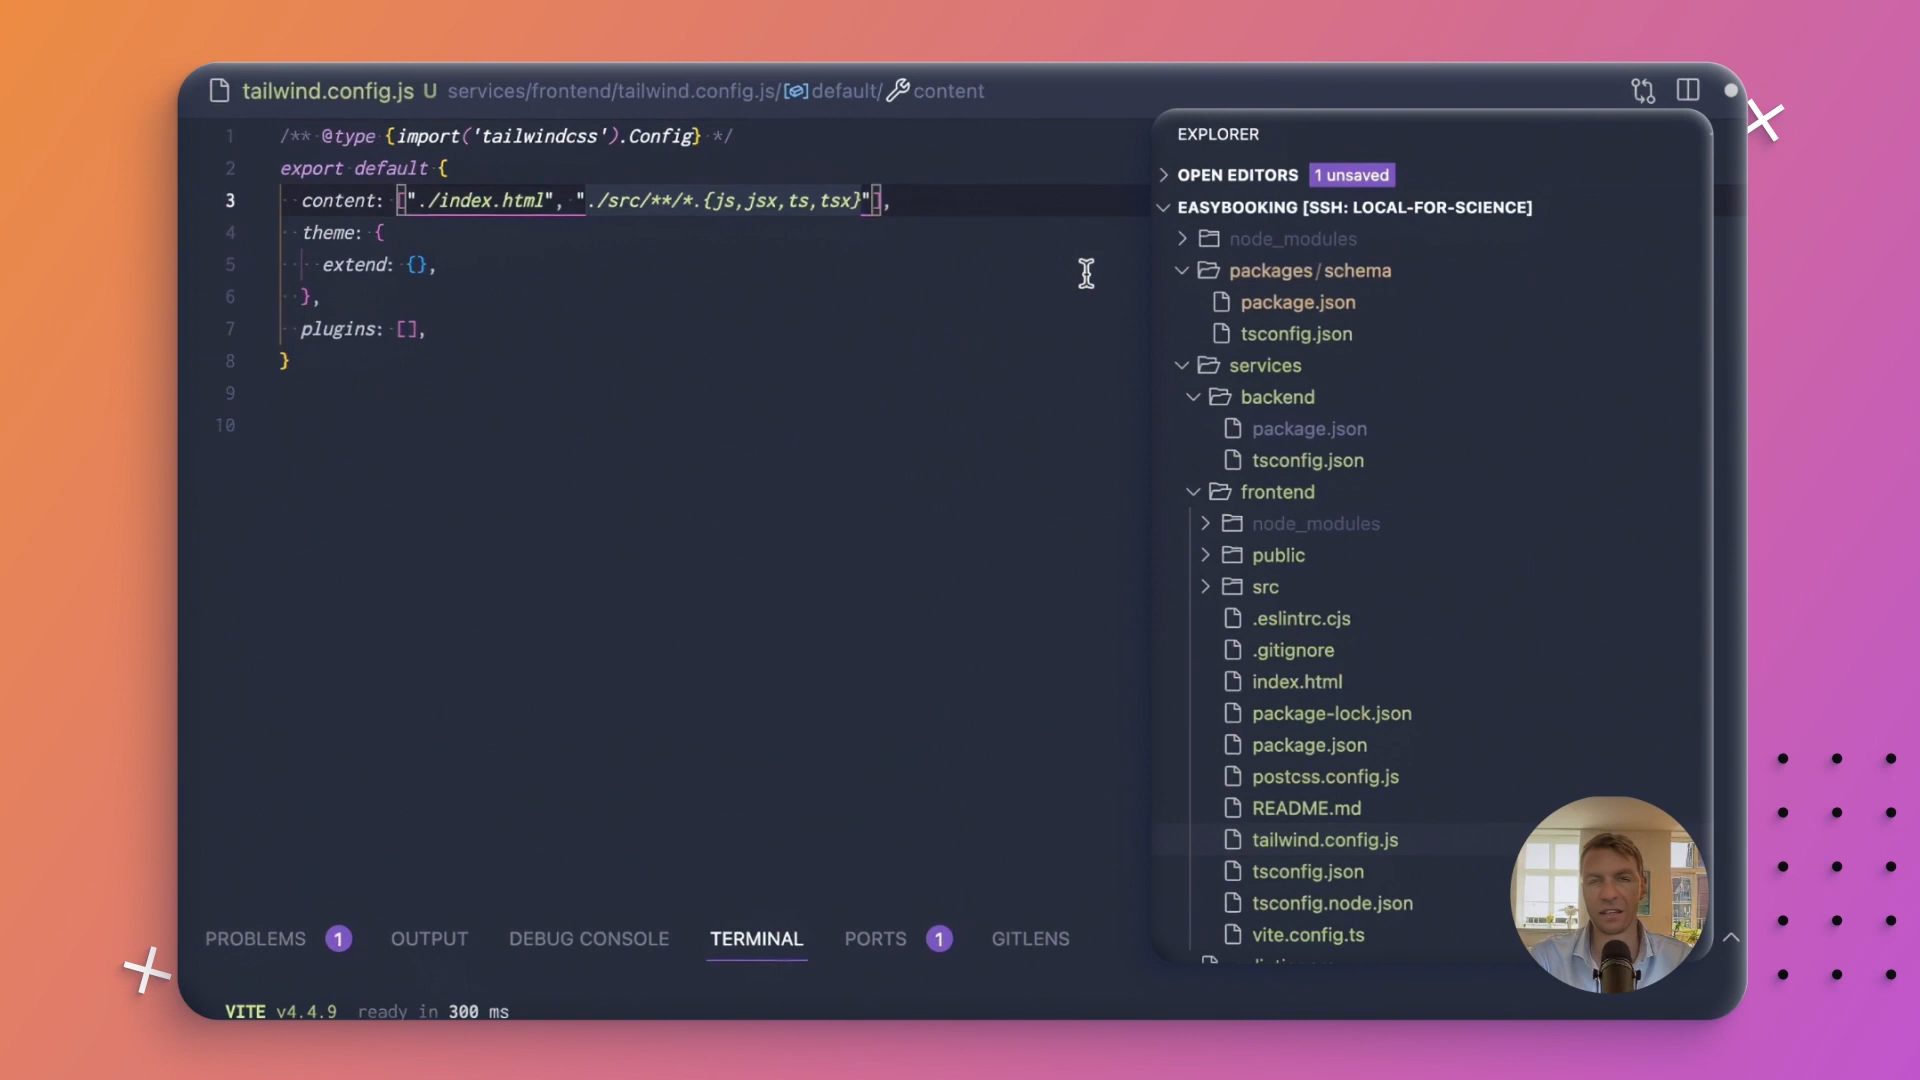 tailwind.config.js U services/frontend/tailwind.config.js/default/content
1 /** @type {import('tailwindcss').Config} */
2 export default {
3 content: ["./index.html", "./src/**/*.{js,jsx,ts,tsx}"],
4 theme: {
5 extend: {},
6 },
7 plugins: [],
8 }
9
10
EXPLORER
OPEN EDITORS 1 unsaved
EASYBOOKING [SSH: LOCAL-FOR-SCIENCE]
node_modules
packages/schema
package.json
tsconfig.json
services
backend
package.json
tsconfig.json
frontend
node_modules
public
src
.eslintrc.cjs
.gitignore
index.html
package-lock.json
package.json
postcss.config.js
README.md
tailwind.config.js
tsconfig.json
tsconfig.node.json
vite.config.ts
PROBLEMS 1 OUTPUT DEBUG CONSOLE TERMINAL PORTS 1 GITLENS
VITE v4.4.9 ready in 300 ms